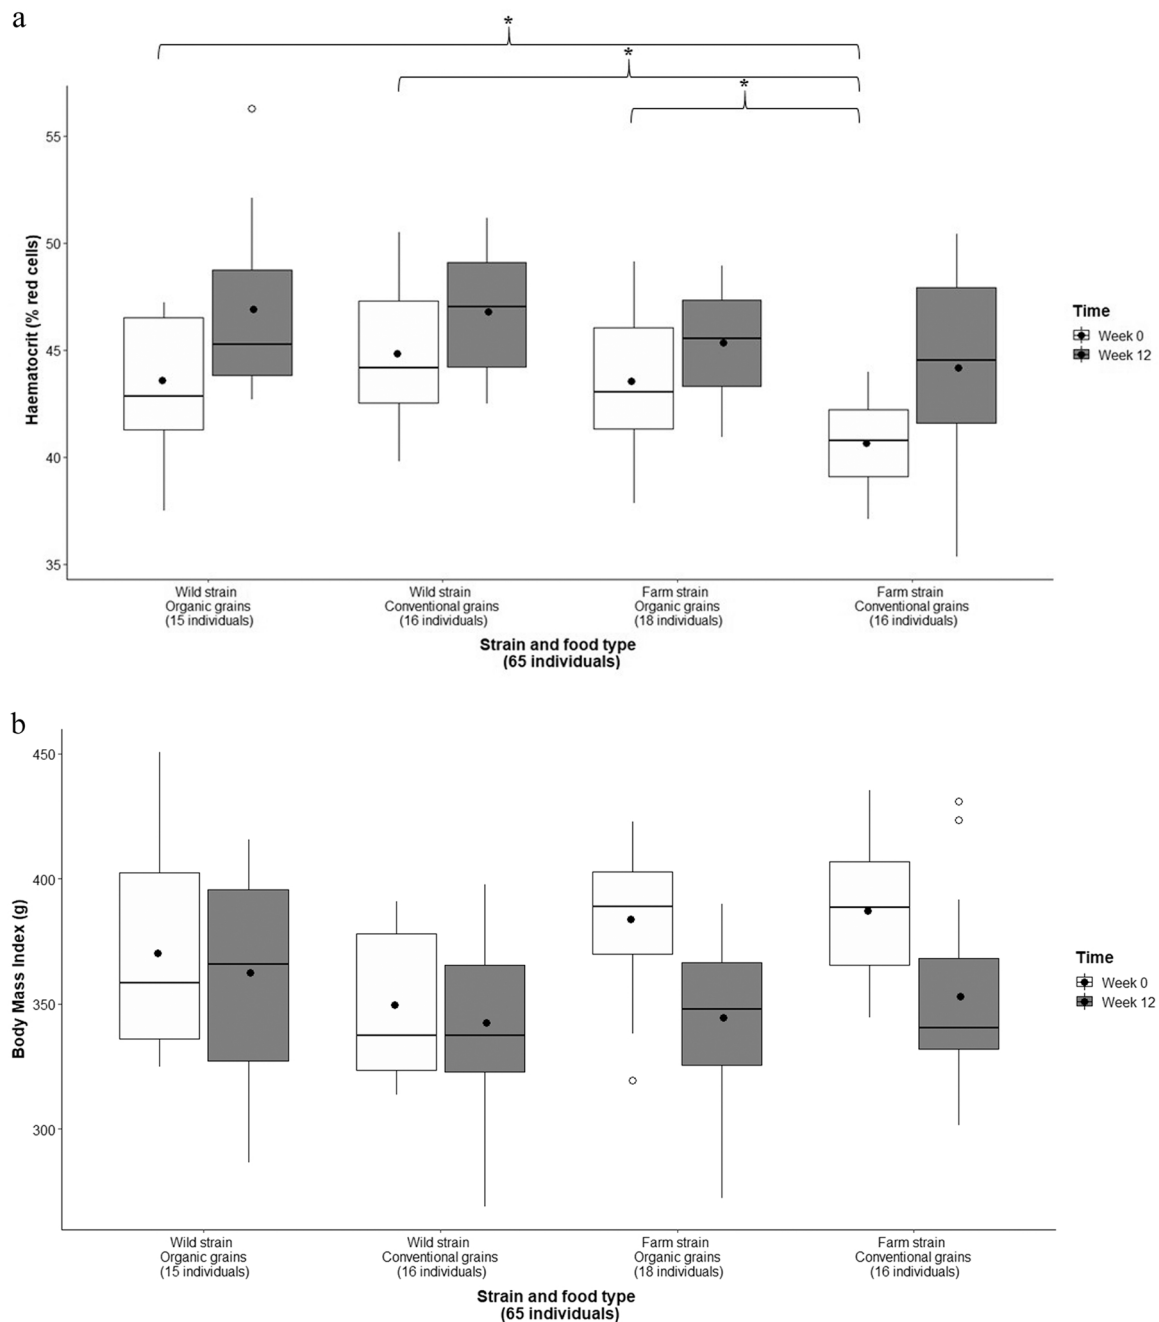 a
*
*
*
Haematocrit (% red cells)
55
50
45
40
35
Wild strain
Organic grains
(15 individuals)
Wild strain
Conventional grains
(16 individuals)
Farm strain
Organic grains
(18 individuals)
Farm strain
Conventional grains
(16 individuals)
Strain and food type
(65 individuals)
Time
Week 0
Week 12
b
Body Mass Index (g)
450
400
350
300
Wild strain
Organic grains
(15 individuals)
Wild strain
Conventional grains
(16 individuals)
Farm strain
Organic grains
(18 individuals)
Farm strain
Conventional grains
(16 individuals)
Strain and food type
(65 individuals)
Time
Week 0
Week 12